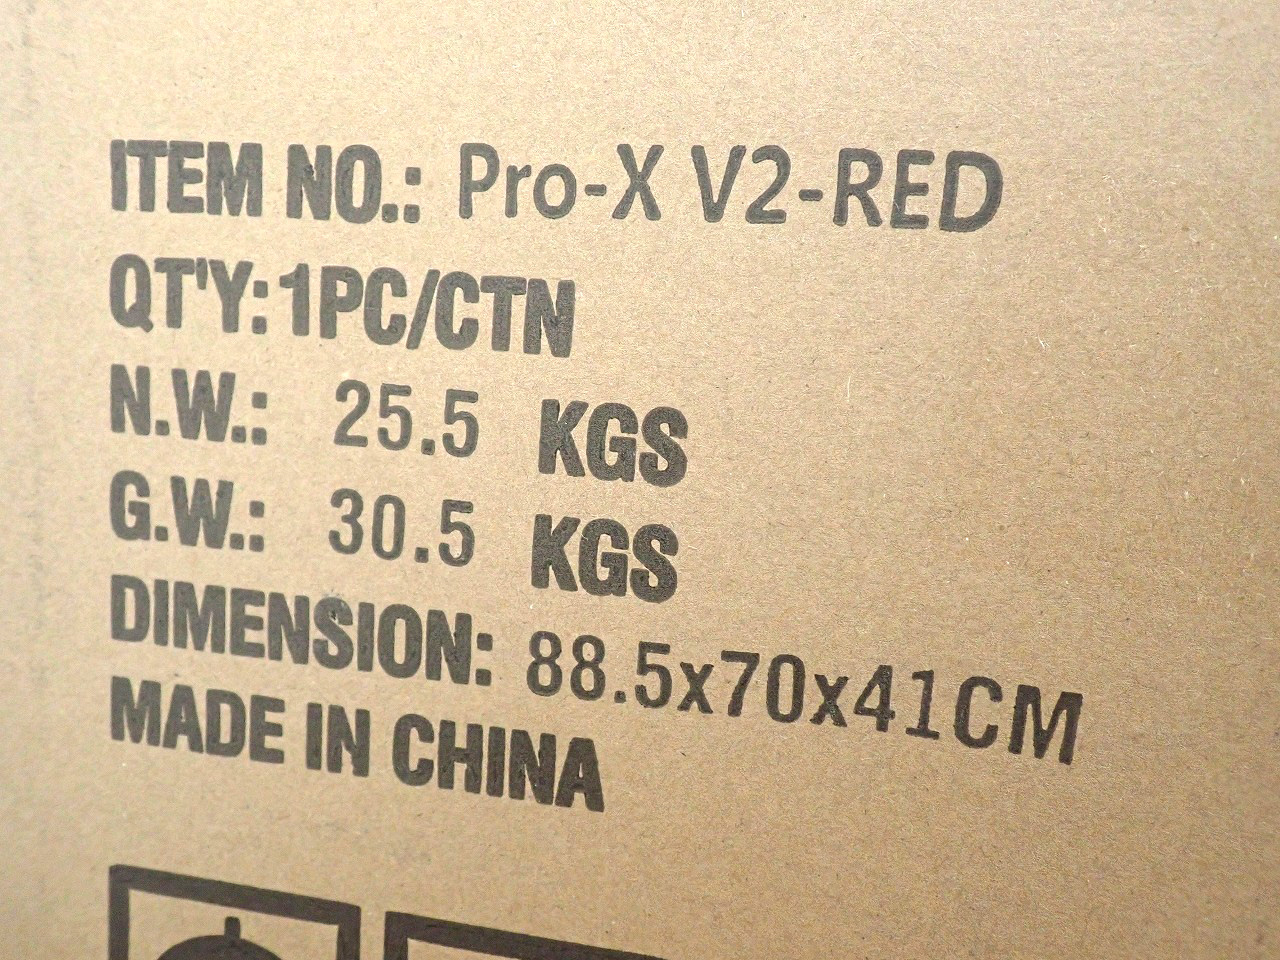 ITEM NO.: Pro-X V2-RED
QT'Y:1PC/CTN
N.W.: 25.5 KGS
G.W.: 30.5 KGS
DIMENSION: 88.5x70x41CM
MADE IN CHINA